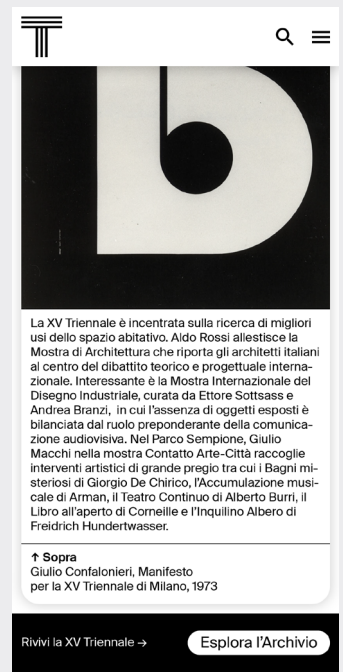 La XV Triennale è incentrata sulla ricerca di migliori
usi dello spazio abitativo. Aldo Rossi allestisce la
Mostra di Architettura che riporta gli architetti italiani
al centro del dibattito teorico e progettuale interna-
zionale. Interessante è la Mostra Internazionale del
Disegno Industriale, curata da Ettore Sottsass e
Andrea Branzi, in cui l'assenza di oggetti esposti è
bilanciata dal ruolo preponderante della comunica-
zione audiovisiva. Nel Parco Sempione, Giulio
Macchi nella mostra Contatto Arte-Città raccoglie
interventi artistici di grande pregio tra cui i Bagni mi-
steriosi di Giorgio De Chirico, l'Accumulazione musi-
cale di Arman, il Teatro Continuo di Alberto Burri, il
Libro all'aperto di Corneille e l'Inquilino Albero di
Freidrich Hundertwasser.
↑ Sopra
Giulio Confalonieri, Manifesto
per la XV Triennale di Milano, 1973
Rivivi la XV Triennale →
Esplora l'Archivio